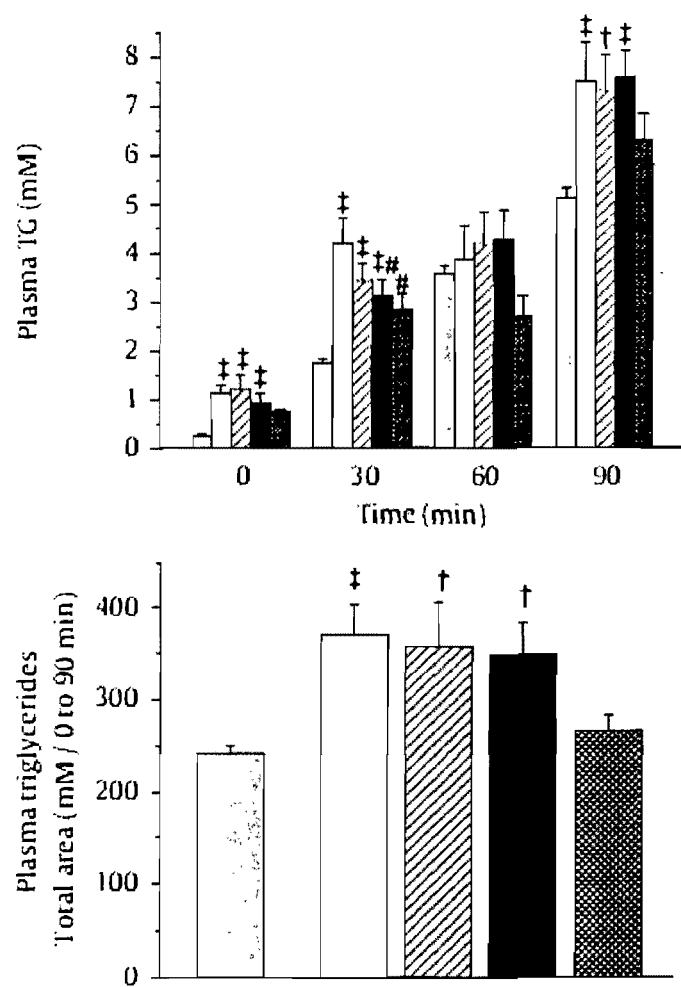 ‡ † ‡
8
7
6
5
4
3
2
1
0
Plasma TG (mM)
‡
‡
‡#
#
‡ ‡ ‡
0 30 60 90
Time (min)
‡ † †
400
300
200
100
0
Plasma triglycerides
Total area (mM / 0 to 90 min)